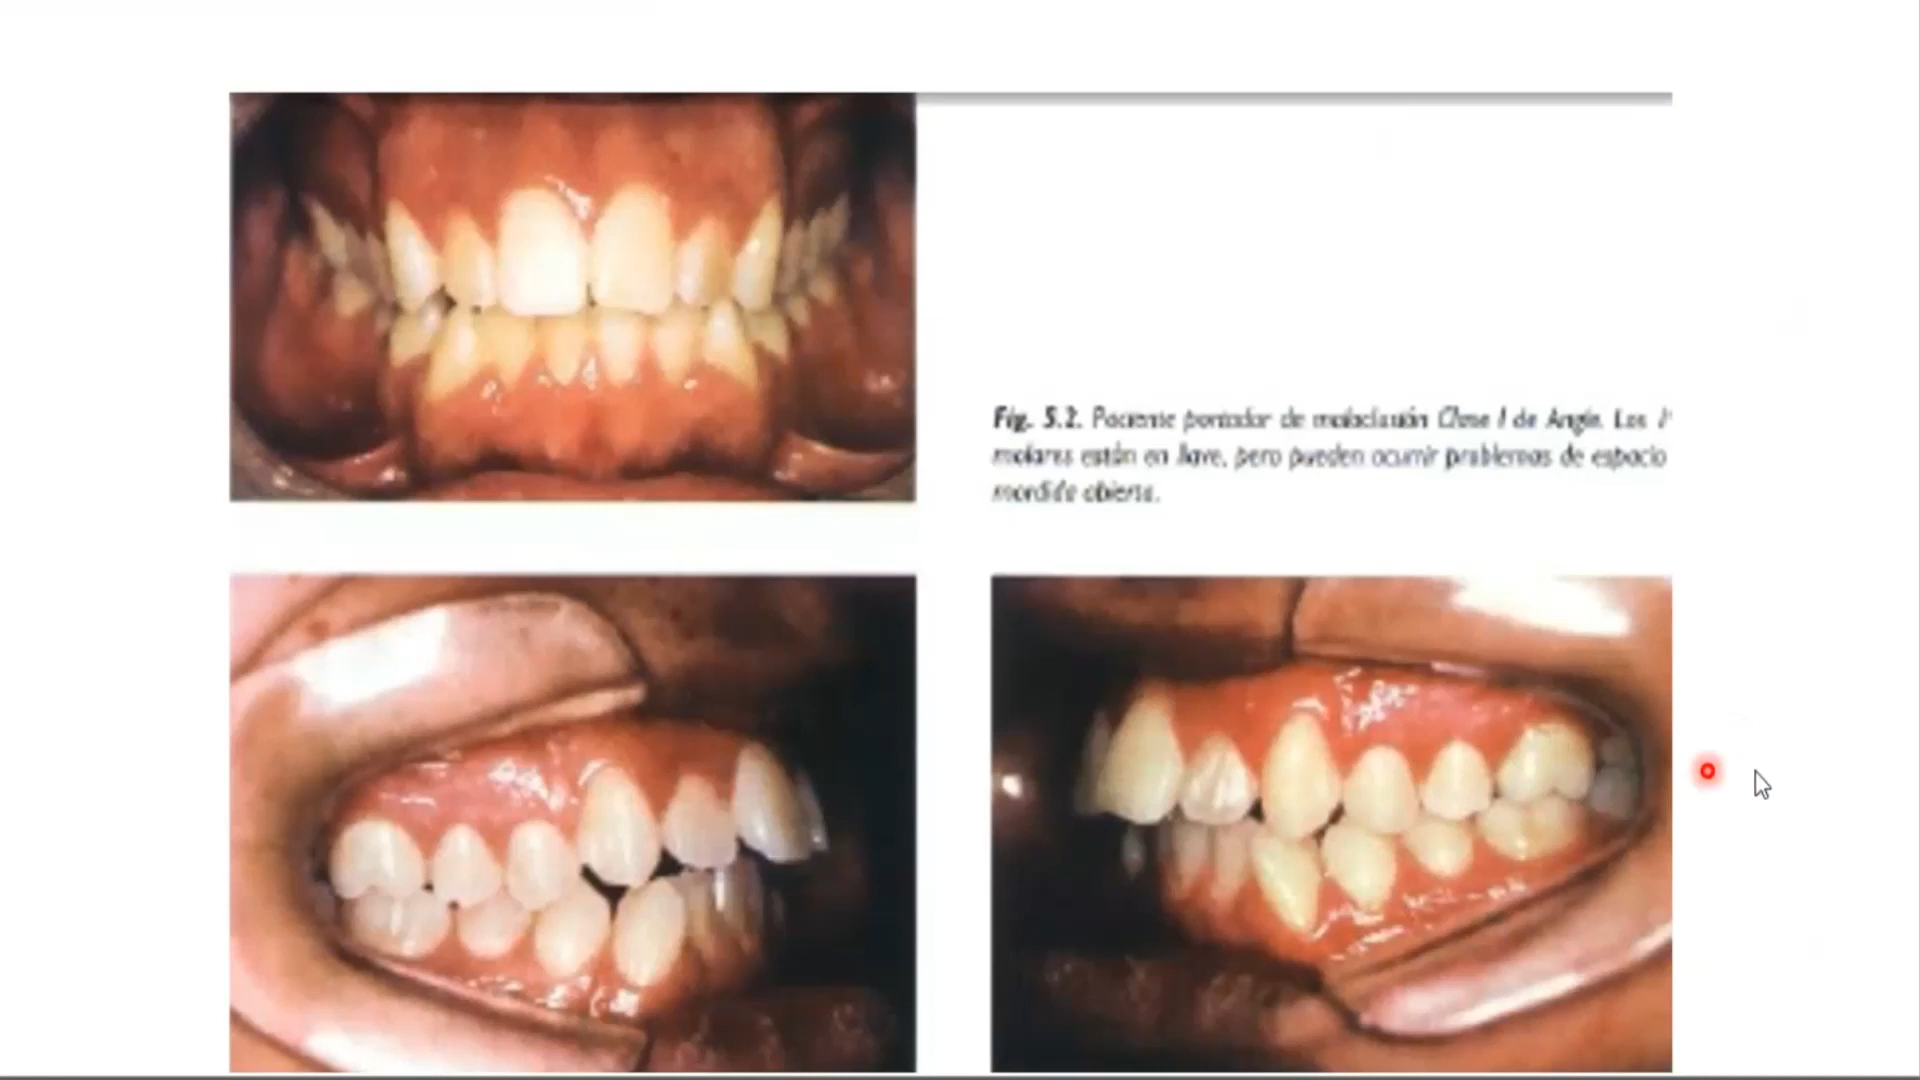 Fig. 5.2. Paciente portador de maloclusión Clase I de Angle. Los 1º
molares están en llave, pero pueden ocurrir problemas de espacio
mordida abierta.